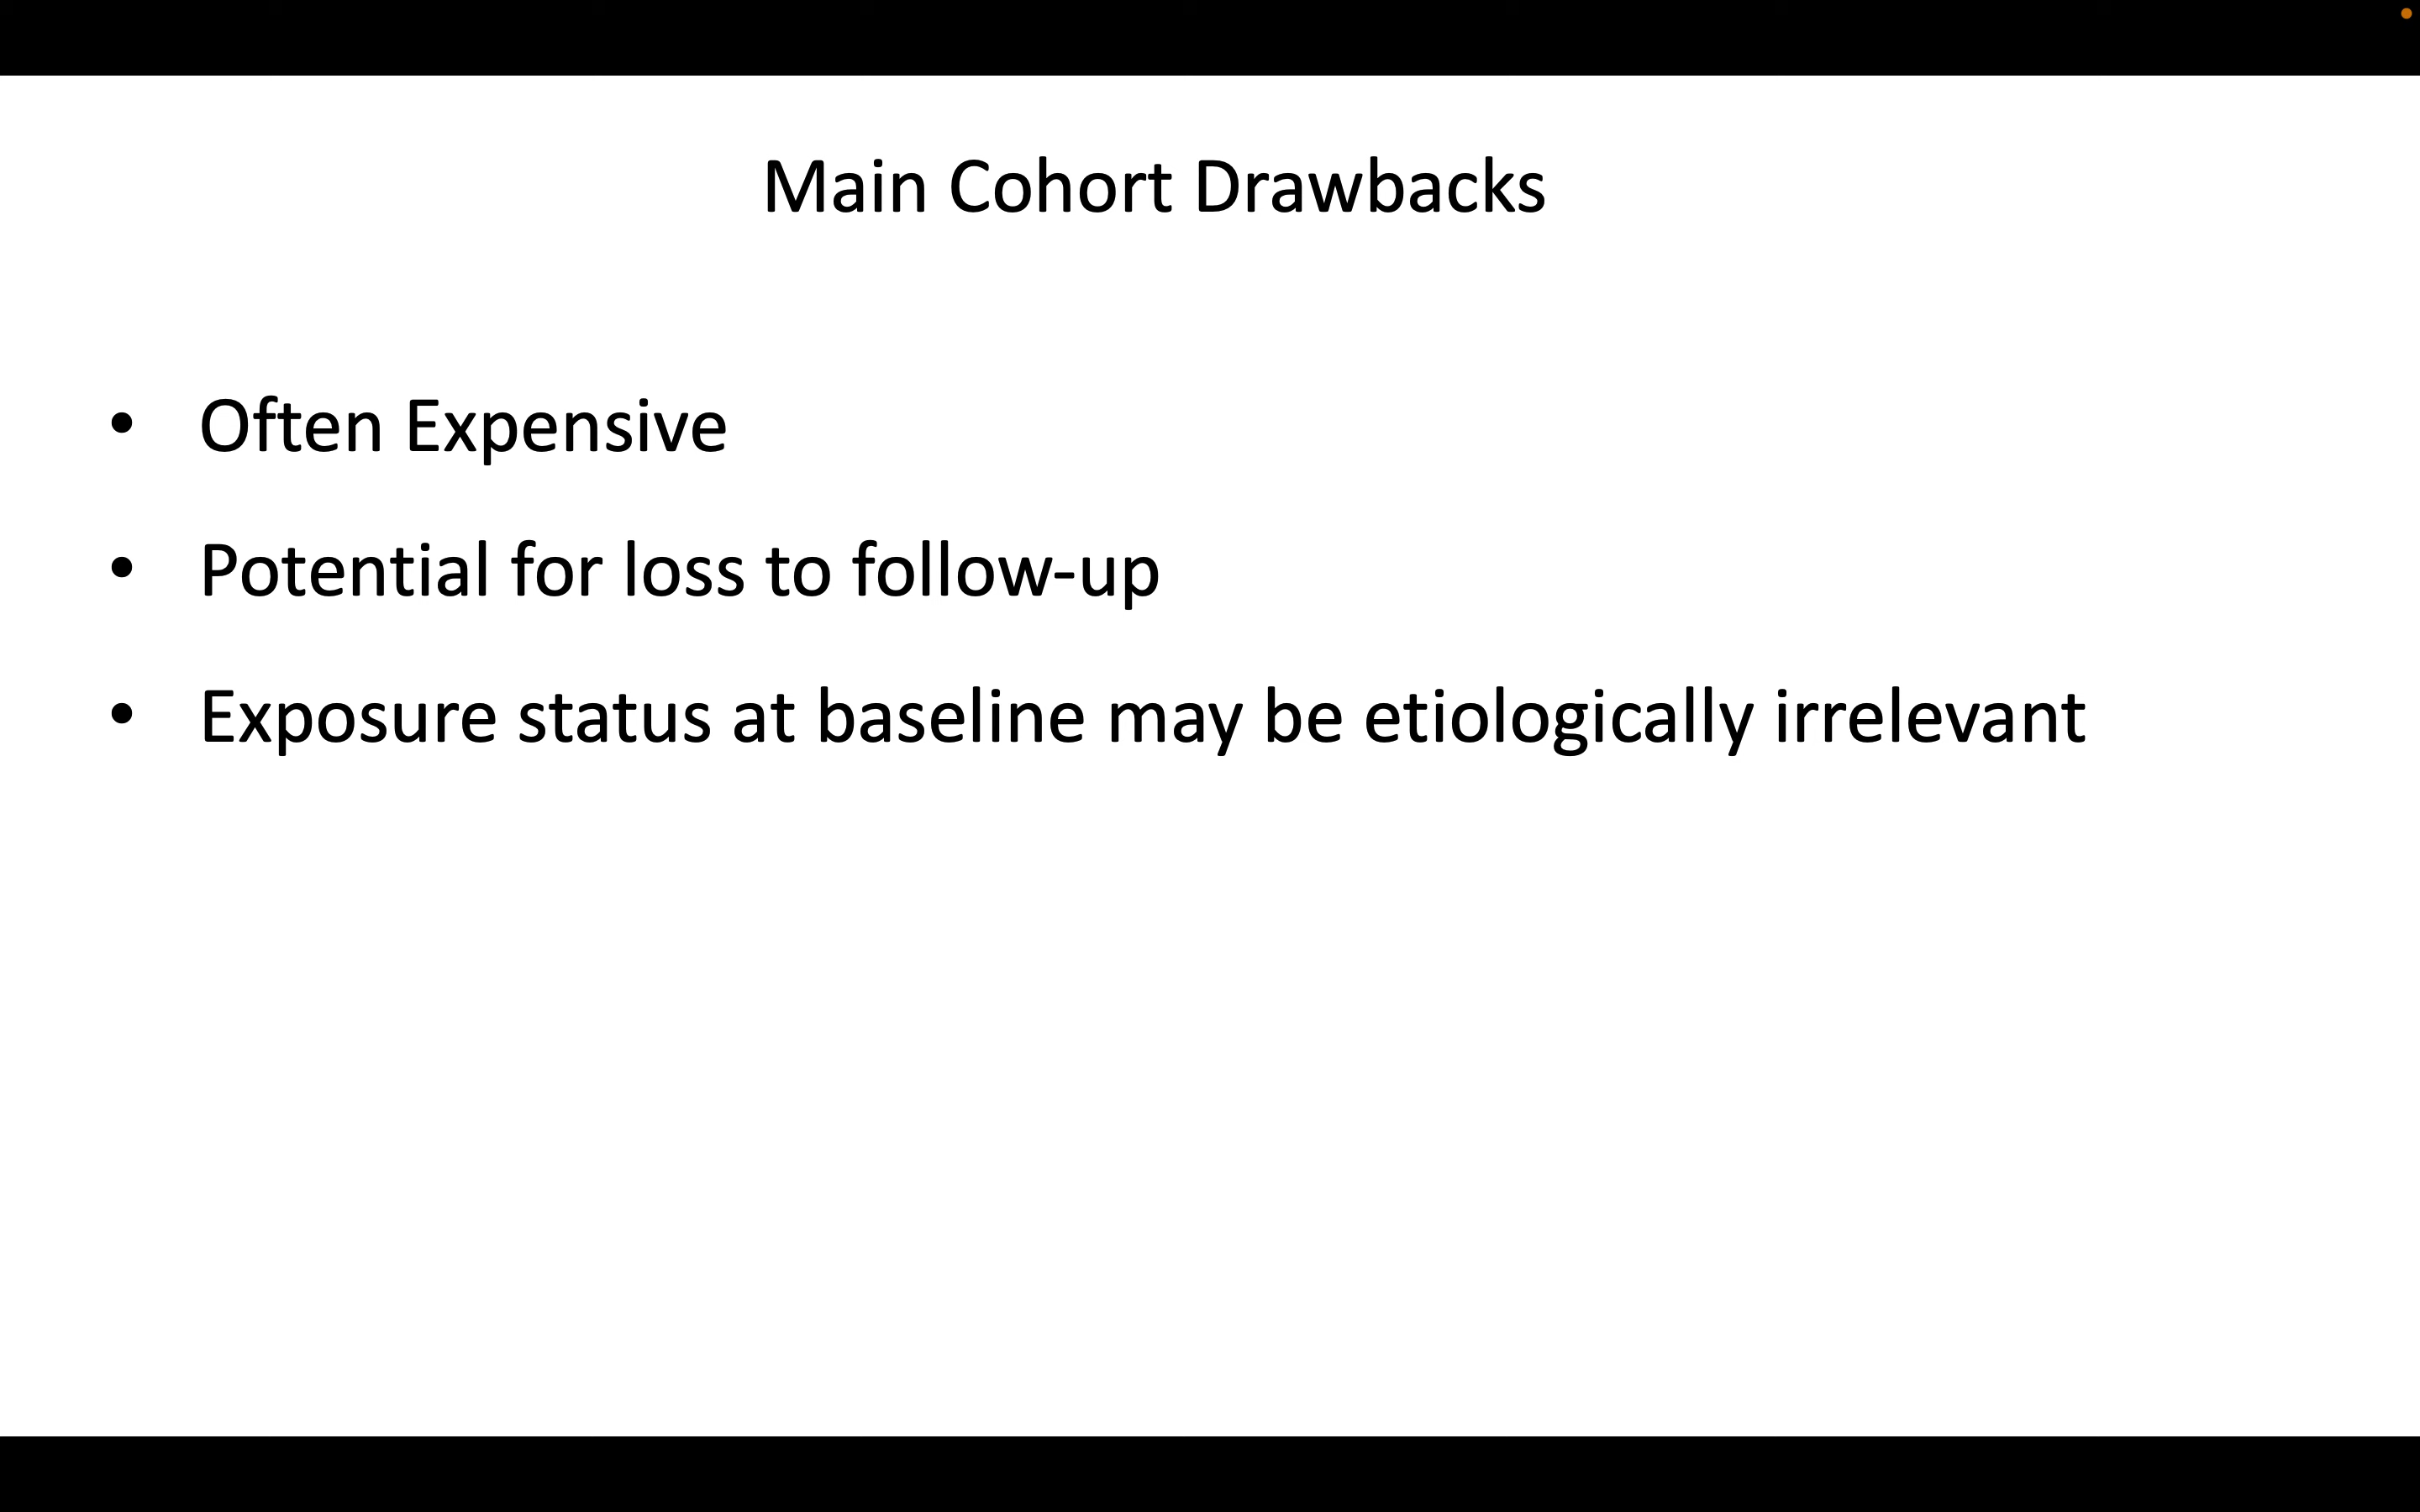 Main Cohort Drawbacks
• Often Expensive
• Potential for loss to follow-up
• Exposure status at baseline may be etiologically irrelevant